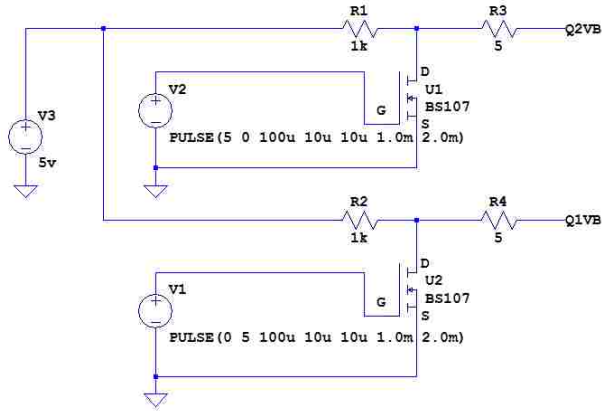 R1
R3
Q2VB
1k
5
D
V2
U1
V3
G
BS107
S
PULSE(5 0 100u 10u 10u 1.0m 2.0m)
5v
R2
R4
Q1VB
1k
5
D
V1
U2
G
BS107
S
PULSE(0 5 100u 10u 10u 1.0m 2.0m)